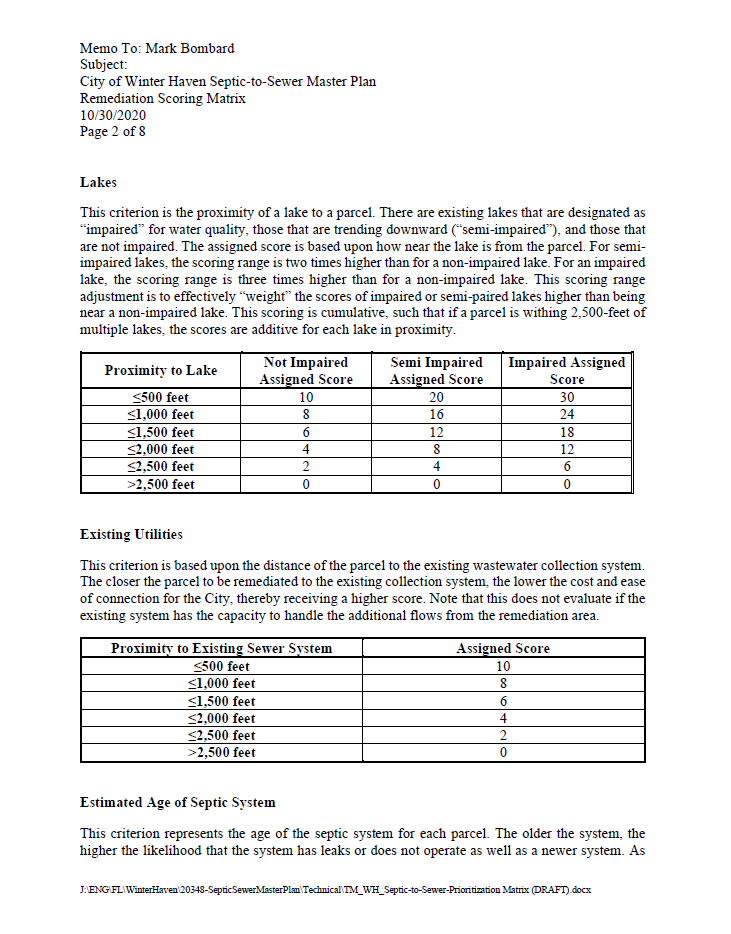 Memo To: Mark Bombard
Subject:
City of Winter Haven Septic-to-Sewer Master Plan
Remediation Scoring Matrix
10/30/2020
Page 2 of 8
Lakes
This criterion is the proximity of a lake to a parcel. There are existing lakes that are designated as
“impaired” for water quality, those that are trending downward (“semi-impaired”), and those that
are not impaired. The assigned score is based upon how near the lake is from the parcel. For semi-
impaired lakes, the scoring range is two times higher than for a non-impaired lake. For an impaired
lake, the scoring range is three times higher than for a non-impaired lake. This scoring range
adjustment is to effectively “weight” the scores of impaired or semi-paired lakes higher than being
near a non-impaired lake. This scoring is cumulative, such that if a parcel is withing 2,500-feet of
multiple lakes, the scores are additive for each lake in proximity.
Proximity to Lake Not Impaired Assigned Score Semi Impaired Assigned Score Impaired Assigned Score
≤500 feet 10 20 30
≤1,000 feet 8 16 24
≤1,500 feet 6 12 18
≤2,000 feet 4 8 12
≤2,500 feet 2 4 6
>2,500 feet 0 0 0
Existing Utilities
This criterion is based upon the distance of the parcel to the existing wastewater collection system.
The closer the parcel to be remediated to the existing collection system, the lower the cost and ease
of connection for the City, thereby receiving a higher score. Note that this does not evaluate if the
existing system has the capacity to handle the additional flows from the remediation area.
Proximity to Existing Sewer System Assigned Score
≤500 feet 10
≤1,000 feet 8
≤1,500 feet 6
≤2,000 feet 4
≤2,500 feet 2
>2,500 feet 0
Estimated Age of Septic System
This criterion represents the age of the septic system for each parcel. The older the system, the
higher the likelihood that the system has leaks or does not operate as well as a newer system. As
J:\ENG\FL\WinterHaven\20348-SepticSewerMasterPlan\Technical\TM_WH_Septic-to-Sewer-Prioritization Matrix (DRAFT).docx